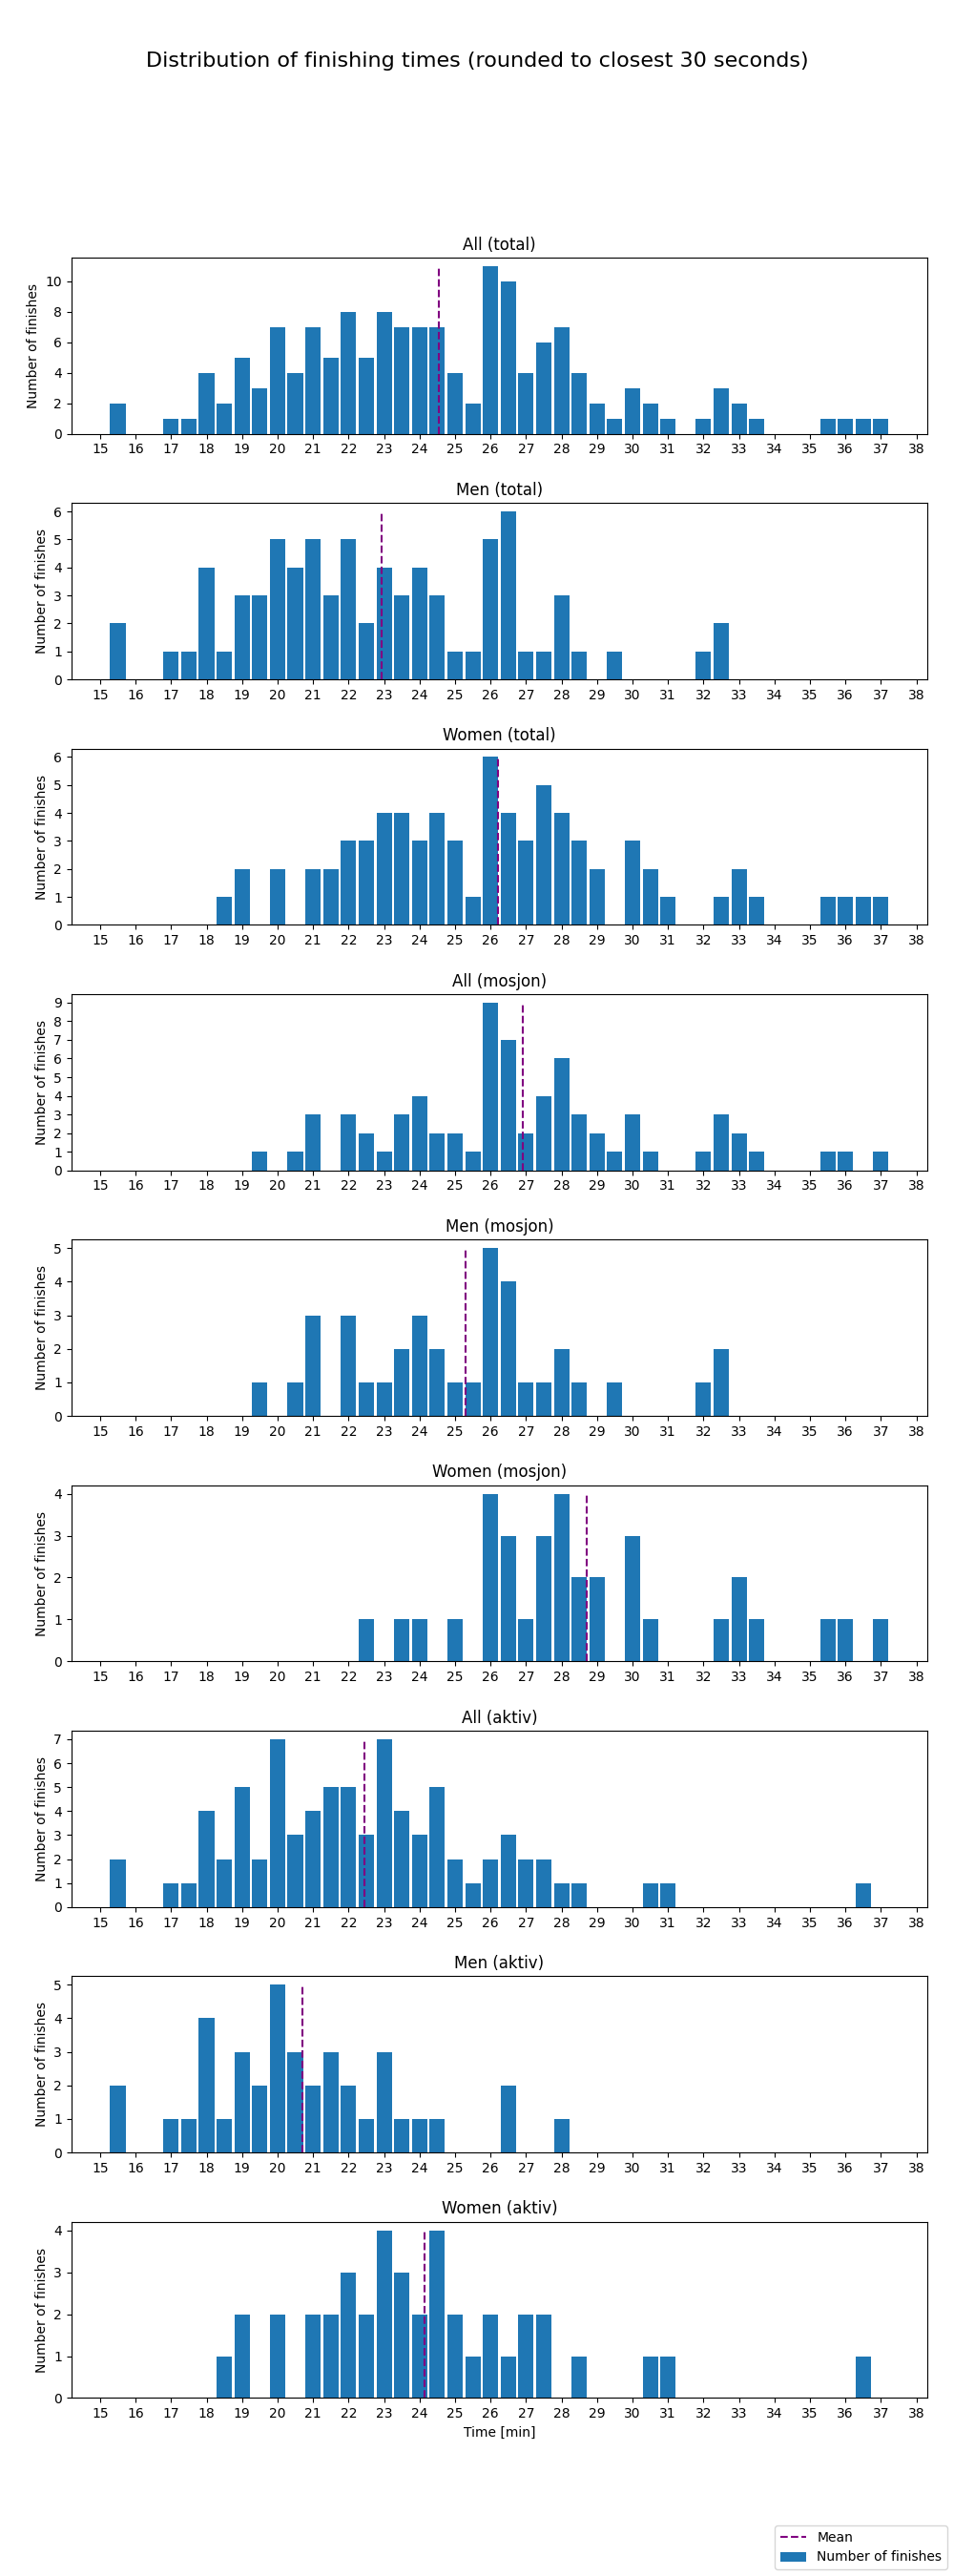 Distribution of finishing times (rounded to closest 30 seconds)
All (total)
Number of finishes
10
8
6
4
2
0
15 16 17 18 19 20 21 22 23 24 25 26 27 28 29 30 31 32 33 34 35 36 37 38
Men (total)
Number of finishes
6
5
4
3
2
1
0
15 16 17 18 19 20 21 22 23 24 25 26 27 28 29 30 31 32 33 34 35 36 37 38
Women (total)
Number of finishes
6
5
4
3
2
1
0
15 16 17 18 19 20 21 22 23 24 25 26 27 28 29 30 31 32 33 34 35 36 37 38
All (mosjon)
Number of finishes
9
8
7
6
5
4
3
2
1
0
15 16 17 18 19 20 21 22 23 24 25 26 27 28 29 30 31 32 33 34 35 36 37 38
Men (mosjon)
Number of finishes
5
4
3
2
1
0
15 16 17 18 19 20 21 22 23 24 25 26 27 28 29 30 31 32 33 34 35 36 37 38
Women (mosjon)
Number of finishes
4
3
2
1
0
15 16 17 18 19 20 21 22 23 24 25 26 27 28 29 30 31 32 33 34 35 36 37 38
All (aktiv)
Number of finishes
7
6
5
4
3
2
1
0
15 16 17 18 19 20 21 22 23 24 25 26 27 28 29 30 31 32 33 34 35 36 37 38
Men (aktiv)
Number of finishes
5
4
3
2
1
0
15 16 17 18 19 20 21 22 23 24 25 26 27 28 29 30 31 32 33 34 35 36 37 38
Women (aktiv)
Number of finishes
4
3
2
1
0
15 16 17 18 19 20 21 22 23 24 25 26 27 28 29 30 31 32 33 34 35 36 37 38
Time [min]
Mean
Number of finishes